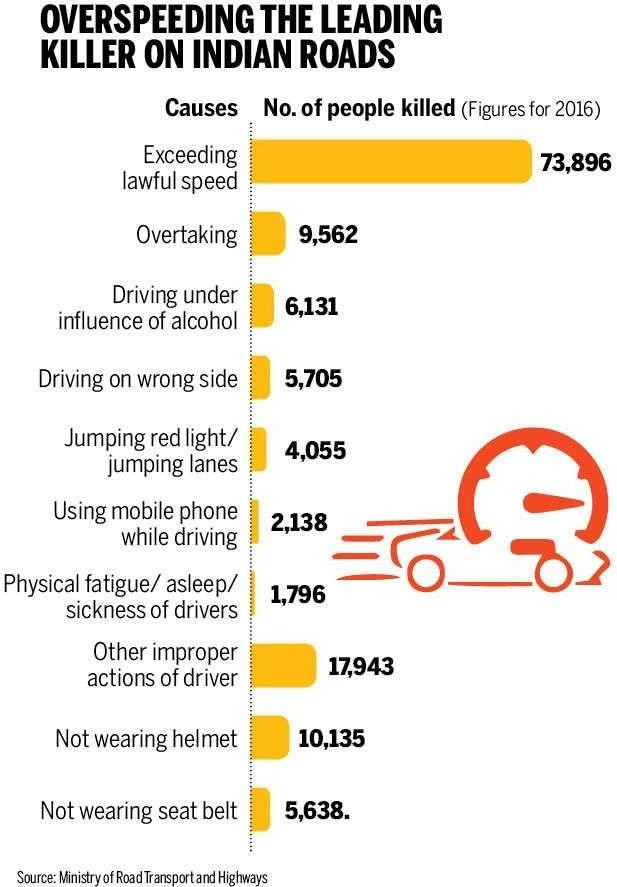 OVERSPEEDING THE LEADING
KILLER ON INDIAN ROADS
Causes No. of people killed (Figures for 2016)
Exceeding
lawful speed
73,896
Overtaking 9,562
Driving under
influence of alcohol
6,131
Driving on wrong side 5,705
Jumping red light/
jumping lanes
4,055
Using mobile phone
while driving
2,138
Physical fatigue/ asleep/
sickness of drivers
1,796
Other improper
actions of driver
17,943
Not wearing helmet 10,135
Not wearing seat belt 5,638.
Source: Ministry of Road Transport and Highways